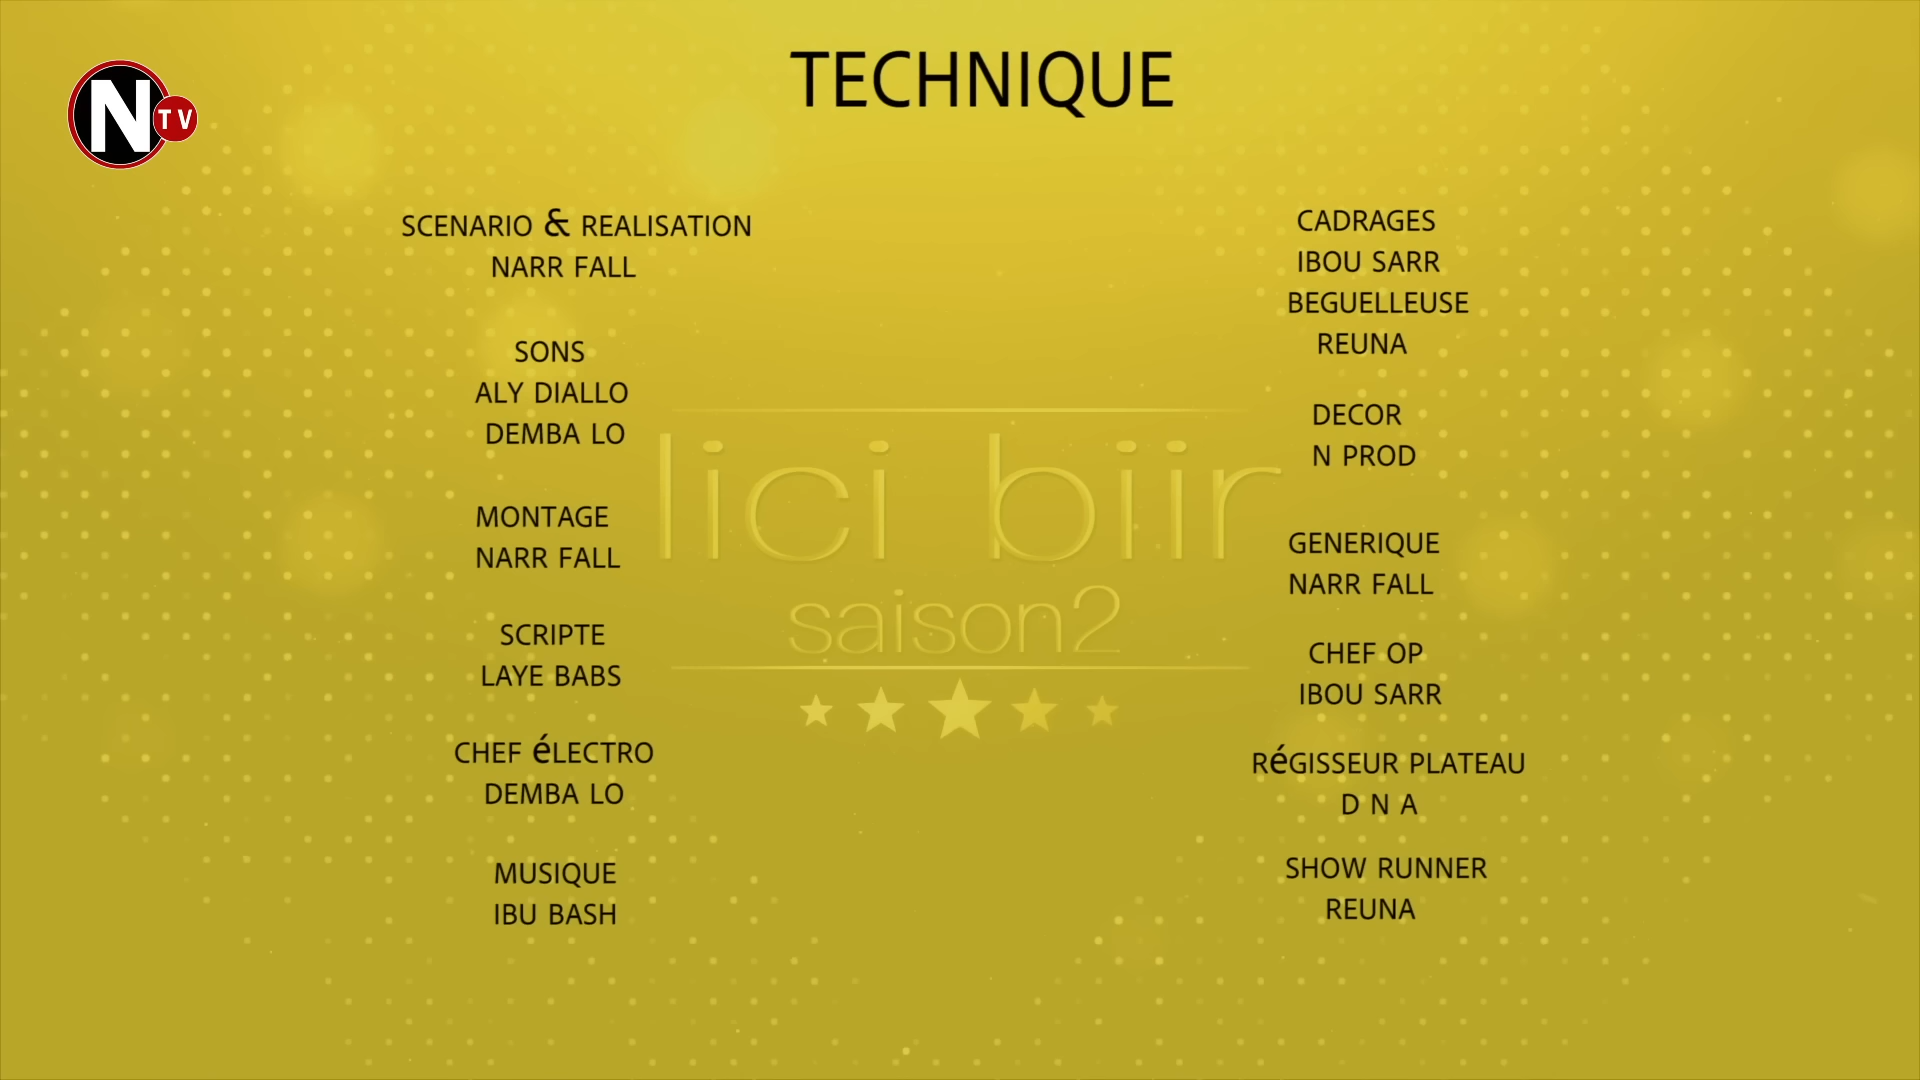 N TV
TECHNIQUE
SCENARIO & REALISATION
NARR FALL
SONS
ALY DIALLO
DEMBA LO
MONTAGE
NARR FALL
SCRIPTE
LAYE BABS
CHEF éLECTRO
DEMBA LO
MUSIQUE
IBU BASH
lici biir
saison2
CADRAGES
IBOU SARR
BEGUELLEUSE
REUNA
DECOR
N PROD
GENERIQUE
NARR FALL
CHEF OP
IBOU SARR
RéGISSEUR PLATEAU
D N A
SHOW RUNNER
REUNA